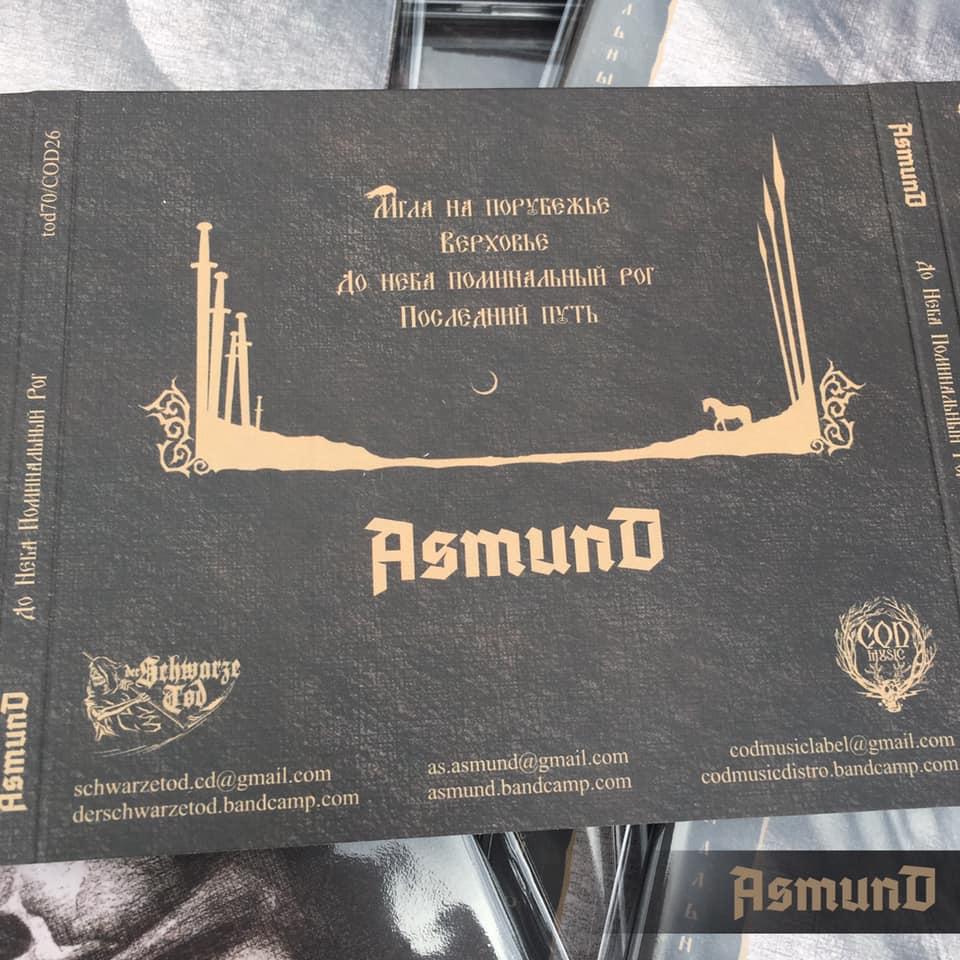 tod70/COD26
До Неба Поминальный Рог
Asmund
Мгла на порубежье
Верховье
До неба поминальный рог
Последний путь
Asmund
der Schwarze
Tod
schwarzetod.cd@gmail.com
derschwarzetod.bandcamp.com
as.asmund@gmail.com
asmund.bandcamp.com
COD
MUSIC
codmusiclabel@gmail.com
codmusicdistro.bandcamp.com
Asmund
До Неба Поминальный Рог
Asmund